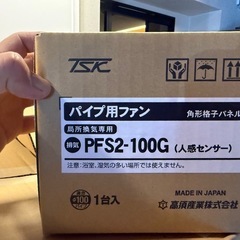 TSK
パイプ用ファン
角形格子パネル
局所換気専用
排気 PFS2-100G (人感センサー)
注意:浴室、湿気の多い場所では使えません。
100
1台入
MADE IN JAPAN
高須産業株式会社